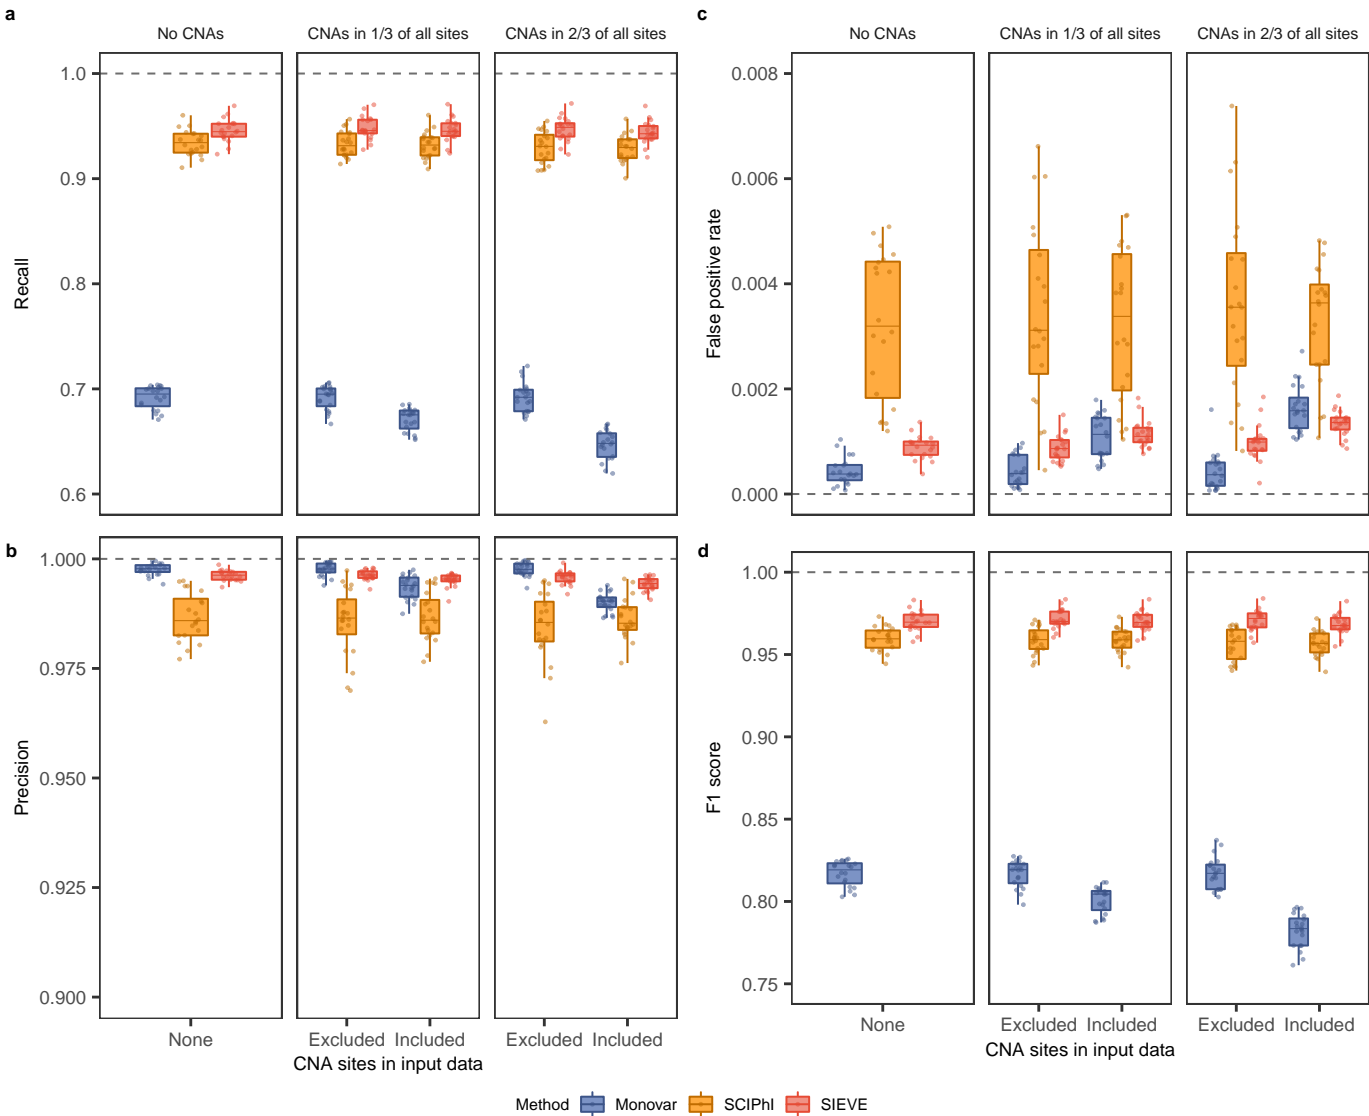 a
No CNAs
CNAs in 1/3 of all sites
CNAs in 2/3 of all sites
Recall
1.0
0.9
0.8
0.7
0.6
b
Precision
1.000
0.975
0.950
0.925
0.900
None
Excluded Included
Excluded Included
CNA sites in input data
c
No CNAs
CNAs in 1/3 of all sites
CNAs in 2/3 of all sites
False positive rate
0.008
0.006
0.004
0.002
0.000
d
F1 score
1.00
0.95
0.90
0.85
0.80
0.75
None
Excluded Included
Excluded Included
CNA sites in input data
Method Monovar SCIPhI SIEVE